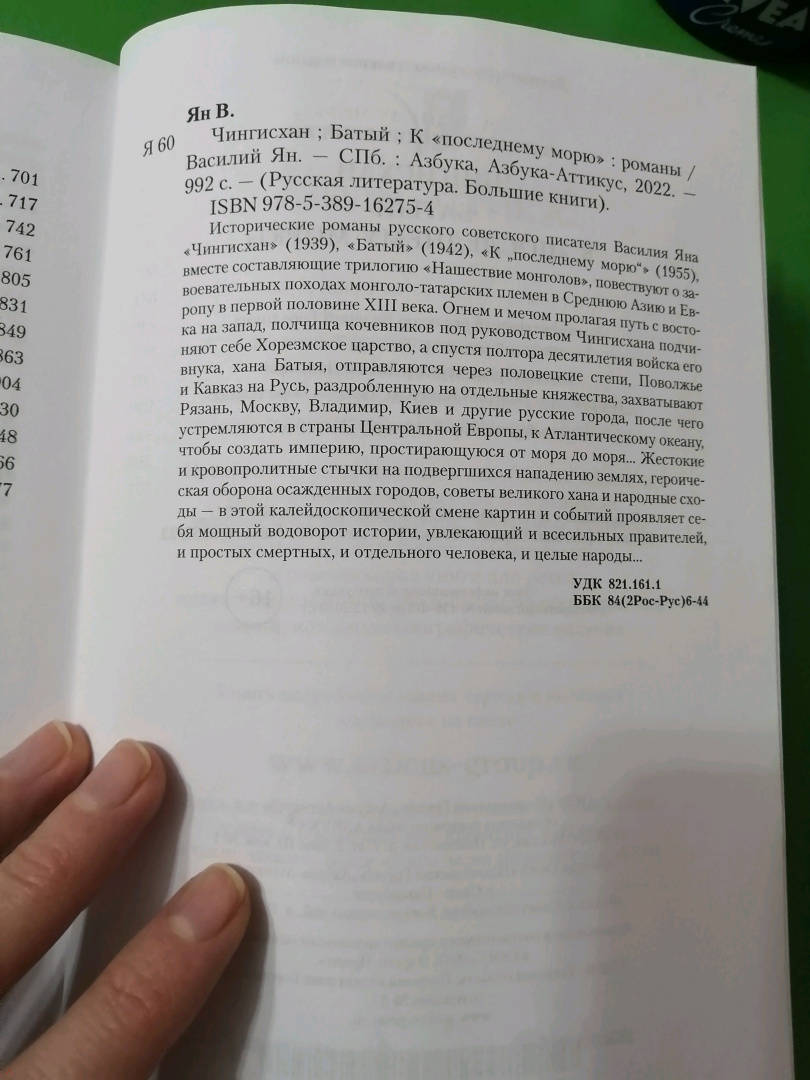 . 701
. 717
742
761
805
831
849
863
904
30
48
66
77
Ян В.
Я 60
Чингисхан ; Батый ; К «последнему морю» : романы /
Василий Ян. — СПб. : Азбука, Азбука-Аттикус, 2022. —
992 с. — (Русская литература. Большие книги).
ISBN 978-5-389-16275-4
Исторические романы русского советского писателя Василия Яна
«Чингисхан» (1939), «Батый» (1942), «К „последнему морю“» (1955),
вместе составляющие трилогию «Нашествие монголов», повествуют о за-
воевательных походах монголо-татарских племен в Среднюю Азию и Ев-
ропу в первой половине XIII века. Огнем и мечом пролагая путь с восто-
ка на запад, полчища кочевников под руководством Чингисхана подчи-
няют себе Хорезмское царство, а спустя полтора десятилетия войска его
внука, хана Батыя, отправляются через половецкие степи, Поволжье
и Кавказ на Русь, раздробленную на отдельные княжества, захватывают
Рязань, Москву, Владимир, Киев и другие русские города, после чего
устремляются в страны Центральной Европы, к Атлантическому океану,
чтобы создать империю, простирающуюся от моря до моря... Жестокие
и кровопролитные стычки на подвергшихся нападению землях, героиче-
ская оборона осажденных городов, советы великого хана и народные схо-
ды — в этой калейдоскопической смене картин и событий проявляет се-
бя мощный водоворот истории, увлекающий и всесильных правителей,
и простых смертных, и отдельного человека, и целые народы...
УДК 821.161.1
ББК 84(2Рос-Рус)6-44
VEA
Creme